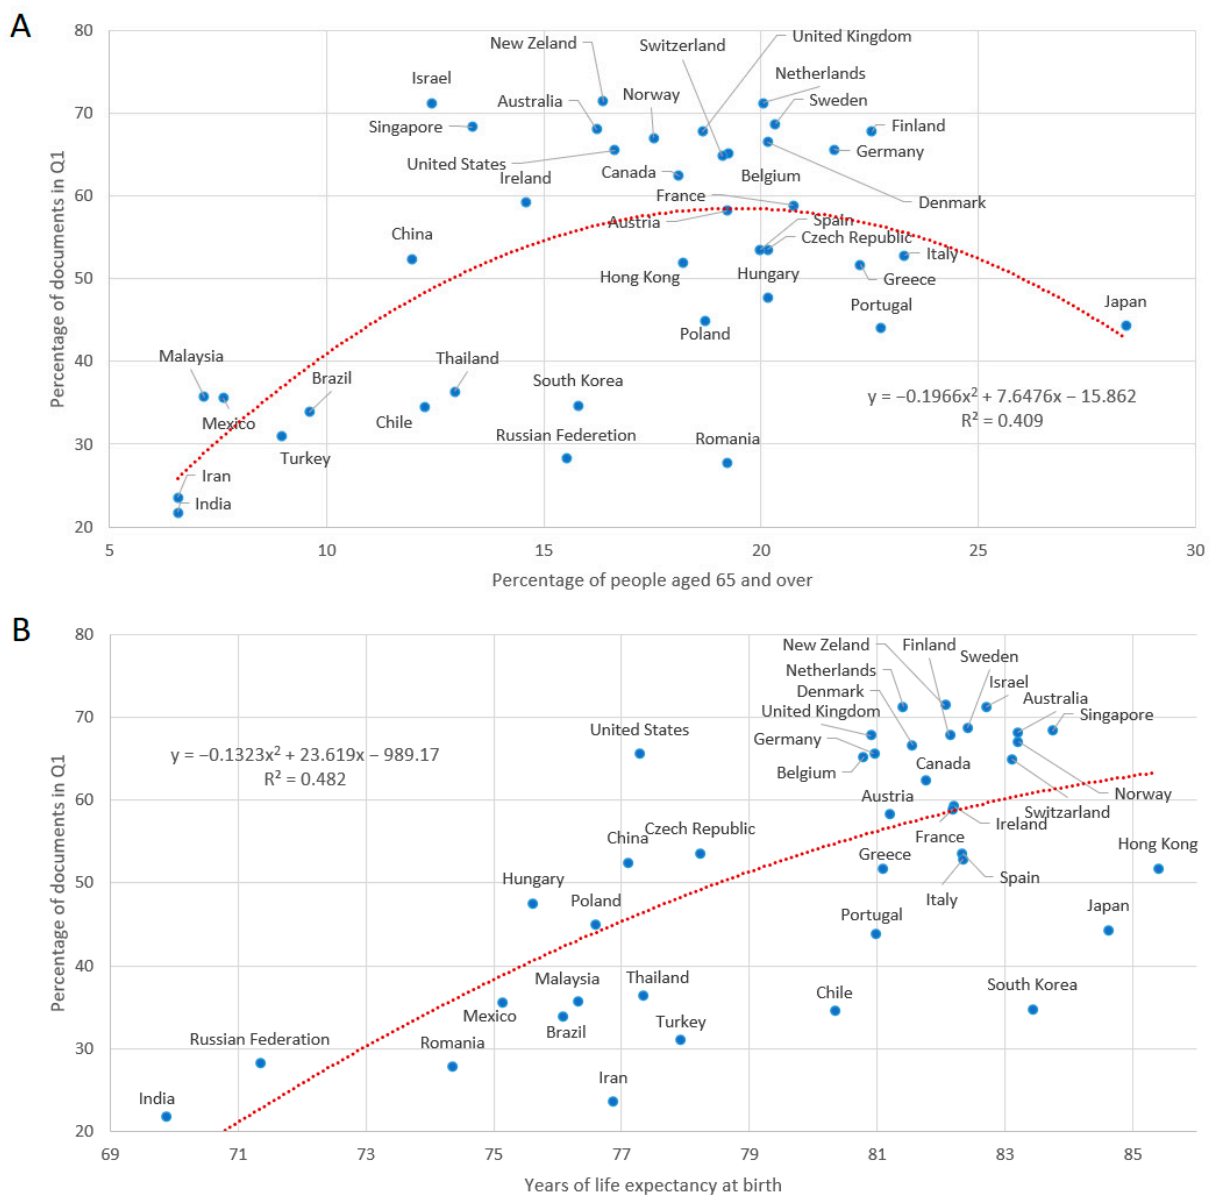 A
80
70
60
50
40
30
20
Percentage of documents in Q1
New Zeland
Switzerland
United Kingdom
Israel
Australia
Norway
Netherlands
Sweden
Singapore
Finland
United States
Germany
Ireland
Canada
Belgium
France
Denmark
Austria
Spain
China
Czech Republic
Italy
Hong Kong
Hungary
Greece
Portugal
Japan
Poland
Malaysia
Thailand
Brazil
South Korea
Mexico
Chile
Russian Federetion
Romania
Turkey
Iran
India
y = −0.1966x² + 7.6476x − 15.862
R² = 0.409
5 10 15 20 25 30
Percentage of people aged 65 and over
B
80
70
60
50
40
30
20
Percentage of documents in Q1
y = −0.1323x² + 23.619x − 989.17
R² = 0.482
New Zeland
Finland
Sweden
Netherlands
Israel
Denmark
Australia
United Kingdom
Singapore
United States
Germany
Belgium
Canada
Norway
Austria
Switzarland
Ireland
Czech Republic
China
France
Hong Kong
Greece
Hungary
Spain
Poland
Italy
Portugal
Japan
Malaysia
Thailand
South Korea
Chile
Mexico
Brazil
Turkey
Russian Federation
Romania
Iran
India
69 71 73 75 77 79 81 83 85
Years of life expectancy at birth